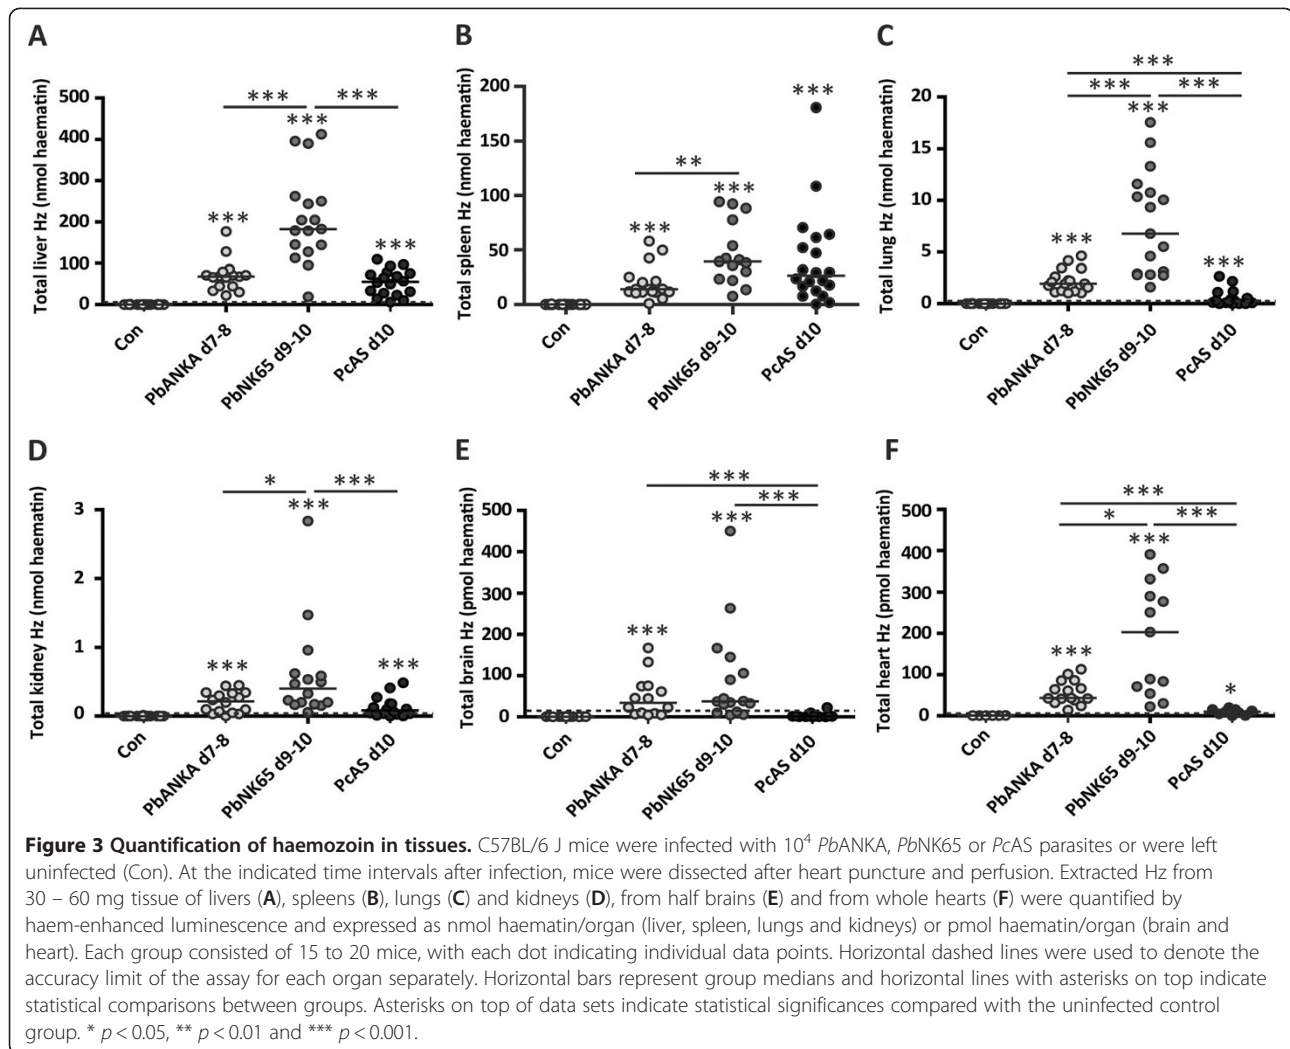 A
B
C
Total liver Hz (nmol haematin)
500
400
300
200
100
0
*** ***
***
***
***
Con
PbANKA d7-8
PbNK65 d9-10
PcAS d10
Total spleen Hz (nmol haematin)
200
150
100
50
0
**
***
***
***
Con
PbANKA d7-8
PbNK65 d9-10
PcAS d10
Total lung Hz (nmol haematin)
20
15
10
5
0
***
*** ***
***
***
***
Con
PbANKA d7-8
PbNK65 d9-10
PcAS d10
D
E
F
Total kidney Hz (nmol haematin)
3
2
1
0
* ***
***
***
***
Con
PbANKA d7-8
PbNK65 d9-10
PcAS d10
Total brain Hz (pmol haematin)
500
400
300
200
100
0
***
***
***
***
Con
PbANKA d7-8
PbNK65 d9-10
PcAS d10
Total heart Hz (pmol haematin)
500
400
300
200
100
0
***
* ***
***
***
*
Con
PbANKA d7-8
PbNK65 d9-10
PcAS d10
Figure 3 Quantification of haemozoin in tissues. C57BL/6 J mice were infected with 10⁴ PbANKA, PbNK65 or PcAS parasites or were left
uninfected (Con). At the indicated time intervals after infection, mice were dissected after heart puncture and perfusion. Extracted Hz from
30 – 60 mg tissue of livers (A), spleens (B), lungs (C) and kidneys (D), from half brains (E) and from whole hearts (F) were quantified by
haem-enhanced luminescence and expressed as nmol haematin/organ (liver, spleen, lungs and kidneys) or pmol haematin/organ (brain and
heart). Each group consisted of 15 to 20 mice, with each dot indicating individual data points. Horizontal dashed lines were used to denote the
accuracy limit of the assay for each organ separately. Horizontal bars represent group medians and horizontal lines with asterisks on top indicate
statistical comparisons between groups. Asterisks on top of data sets indicate statistical significances compared with the uninfected control
group. * p < 0.05, ** p < 0.01 and *** p < 0.001.